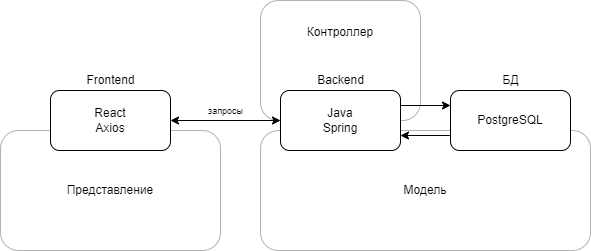 Контроллер
Frontend
Backend
БД
React
Axios
запросы
Java
Spring
PostgreSQL
Представление
Модель